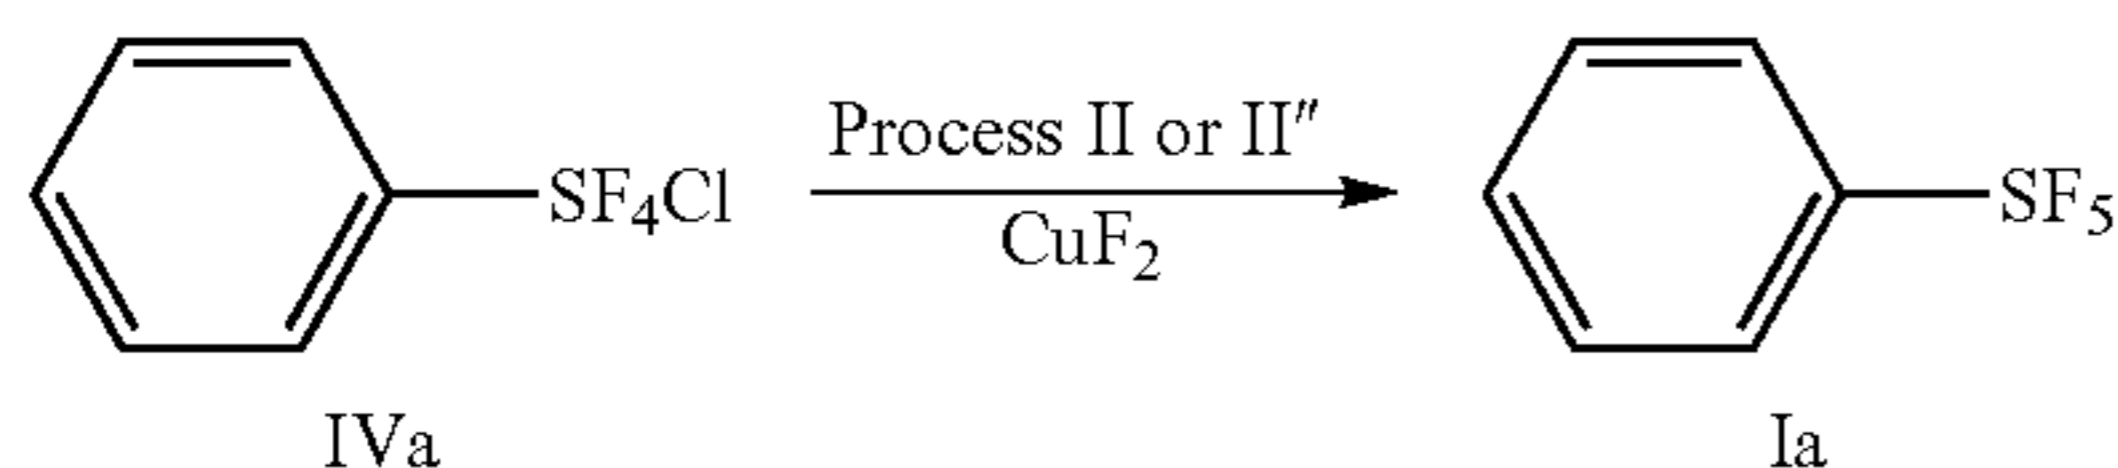 Process II or II″
SF₄Cl
SF₅
CuF₂
IVa
Ia